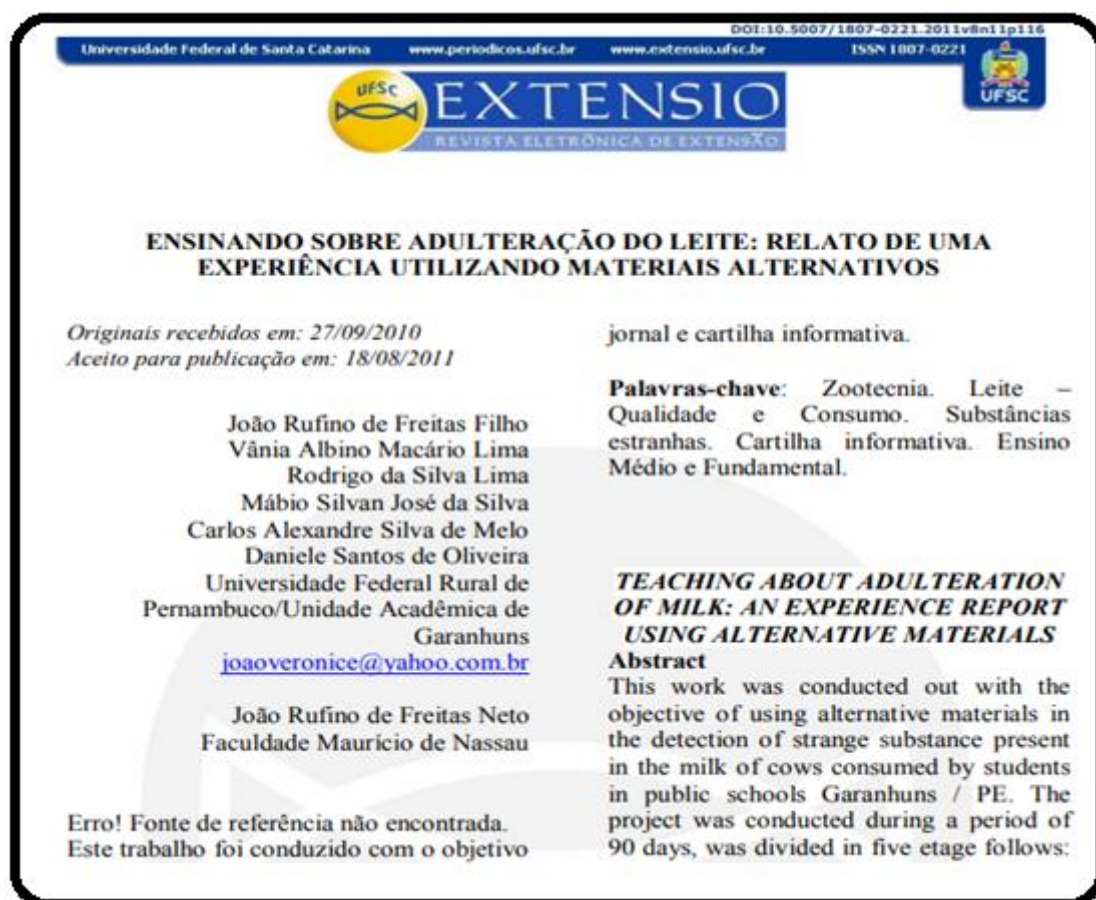 DOI:10.5007/1807-0221.2011v8n11p116
Universidade Federal de Santa Catarina www.periodicos.ufsc.br www.extensio.ufsc.br ISSN 1807-0221
UFSC
UFSC
EXTENSIO
REVISTA ELETRÔNICA DE EXTENSÃO
ENSINANDO SOBRE ADULTERAÇÃO DO LEITE: RELATO DE UMA
EXPERIÊNCIA UTILIZANDO MATERIAIS ALTERNATIVOS
Originais recebidos em: 27/09/2010
Aceito para publicação em: 18/08/2011
João Rufino de Freitas Filho
Vânia Albino Macário Lima
Rodrigo da Silva Lima
Mábio Silvan José da Silva
Carlos Alexandre Silva de Melo
Daniele Santos de Oliveira
Universidade Federal Rural de
Pernambuco/Unidade Acadêmica de
Garanhuns
joaoveronice@yahoo.com.br
João Rufino de Freitas Neto
Faculdade Maurício de Nassau
Erro! Fonte de referência não encontrada.
Este trabalho foi conduzido com o objetivo
jornal e cartilha informativa.
Palavras-chave: Zootecnia. Leite –
Qualidade e Consumo. Substâncias
estranhas. Cartilha informativa. Ensino
Médio e Fundamental.
TEACHING ABOUT ADULTERATION
OF MILK: AN EXPERIENCE REPORT
USING ALTERNATIVE MATERIALS
Abstract
This work was conducted out with the
objective of using alternative materials in
the detection of strange substance present
in the milk of cows consumed by students
in public schools Garanhuns / PE. The
project was conducted during a period of
90 days, was divided in five etage follows: